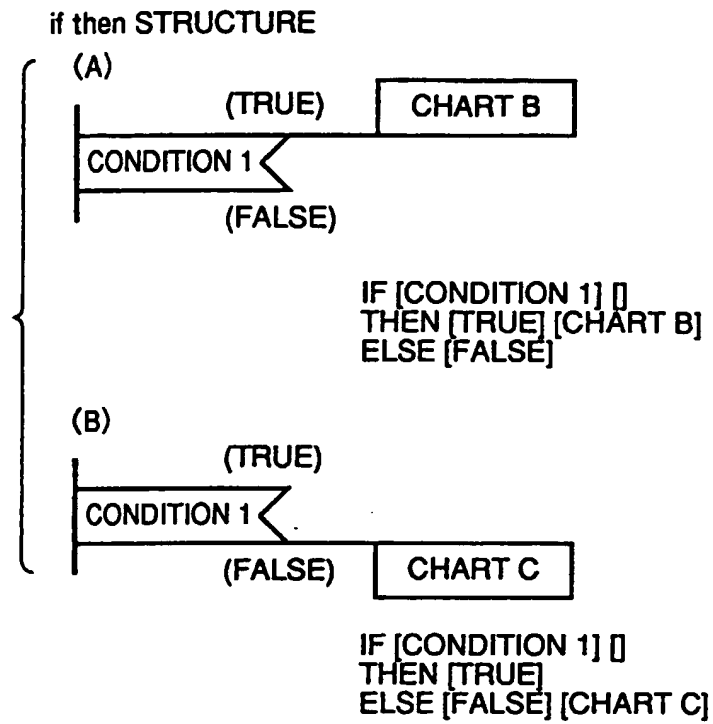 if then STRUCTURE
(A)
(TRUE)
CHART B
CONDITION 1
(FALSE)
IF [CONDITION 1] []
THEN [TRUE] [CHART B]
ELSE [FALSE]
(B)
(TRUE)
CONDITION 1
(FALSE)
CHART C
IF [CONDITION 1] []
THEN [TRUE]
ELSE [FALSE] [CHART C]